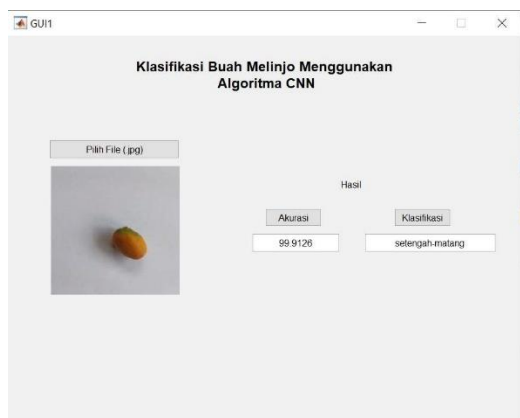 GUI1
Klasifikasi Buah Melinjo Menggunakan
Algoritma CNN
Pilih File (.jpg)
Hasil
Akurasi
Klasifikasi
99.9126
setengah-matang